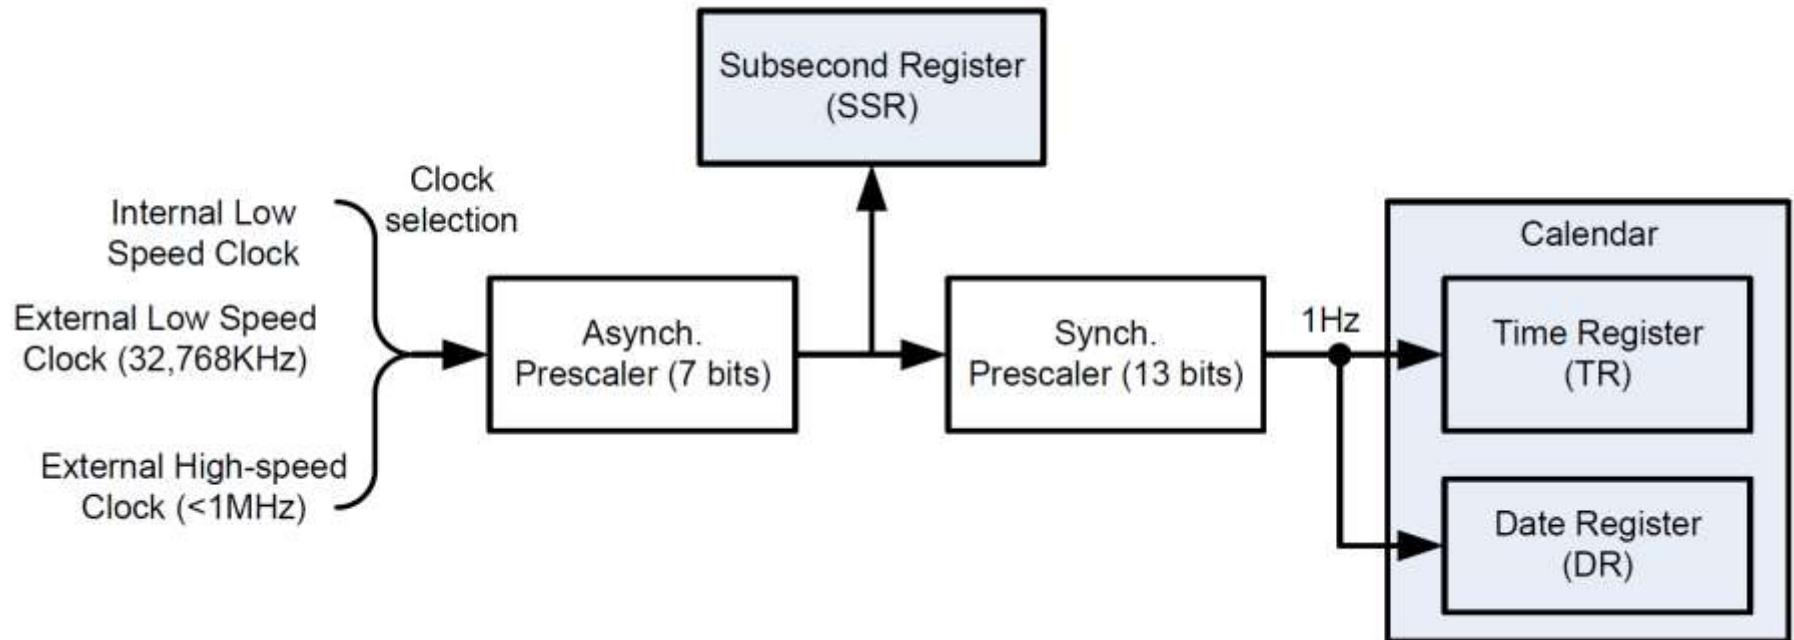 Subsecond Register
(SSR)
Clock
selection
Internal Low
Speed Clock
External Low Speed
Clock (32,768KHz)
External High-speed
Clock (<1MHz)
Asynch.
Prescaler (7 bits)
Synch.
Prescaler (13 bits)
1Hz
Calendar
Time Register
(TR)
Date Register
(DR)